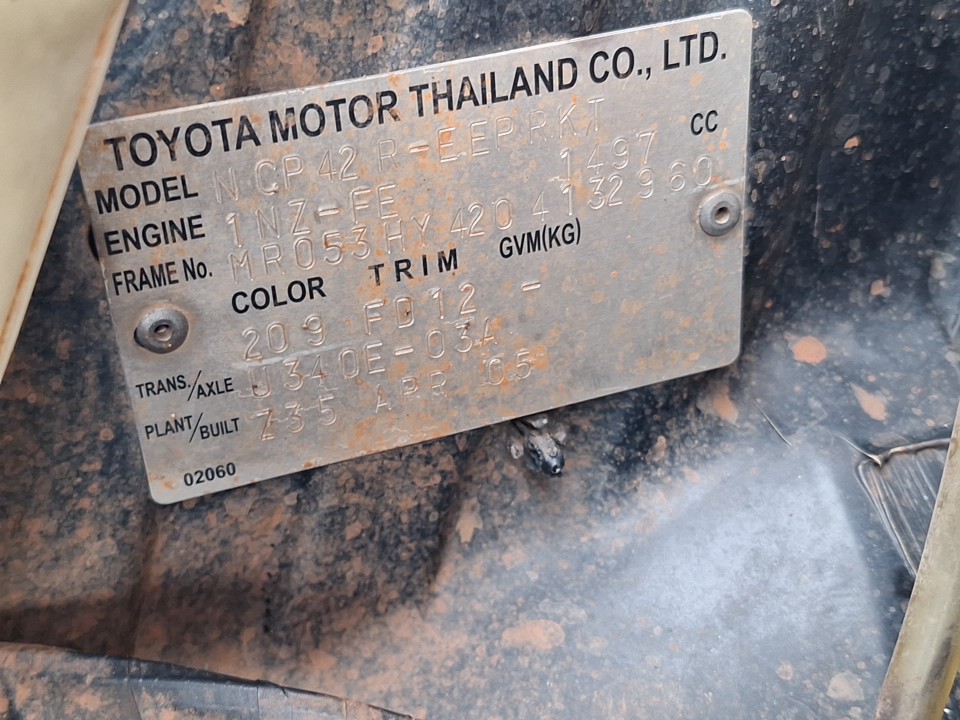 TOYOTA MOTOR THAILAND CO., LTD.
MODEL NCP42R-EEPRKT
ENGINE 1NZ-FE 1497 CC
FRAME No. MR053HY4204132960
COLOR TRIM GVM(KG)
209 FD12 -
TRANS./AXLE U340E-03A
PLANT/BUILT Z35 APR 05
02060